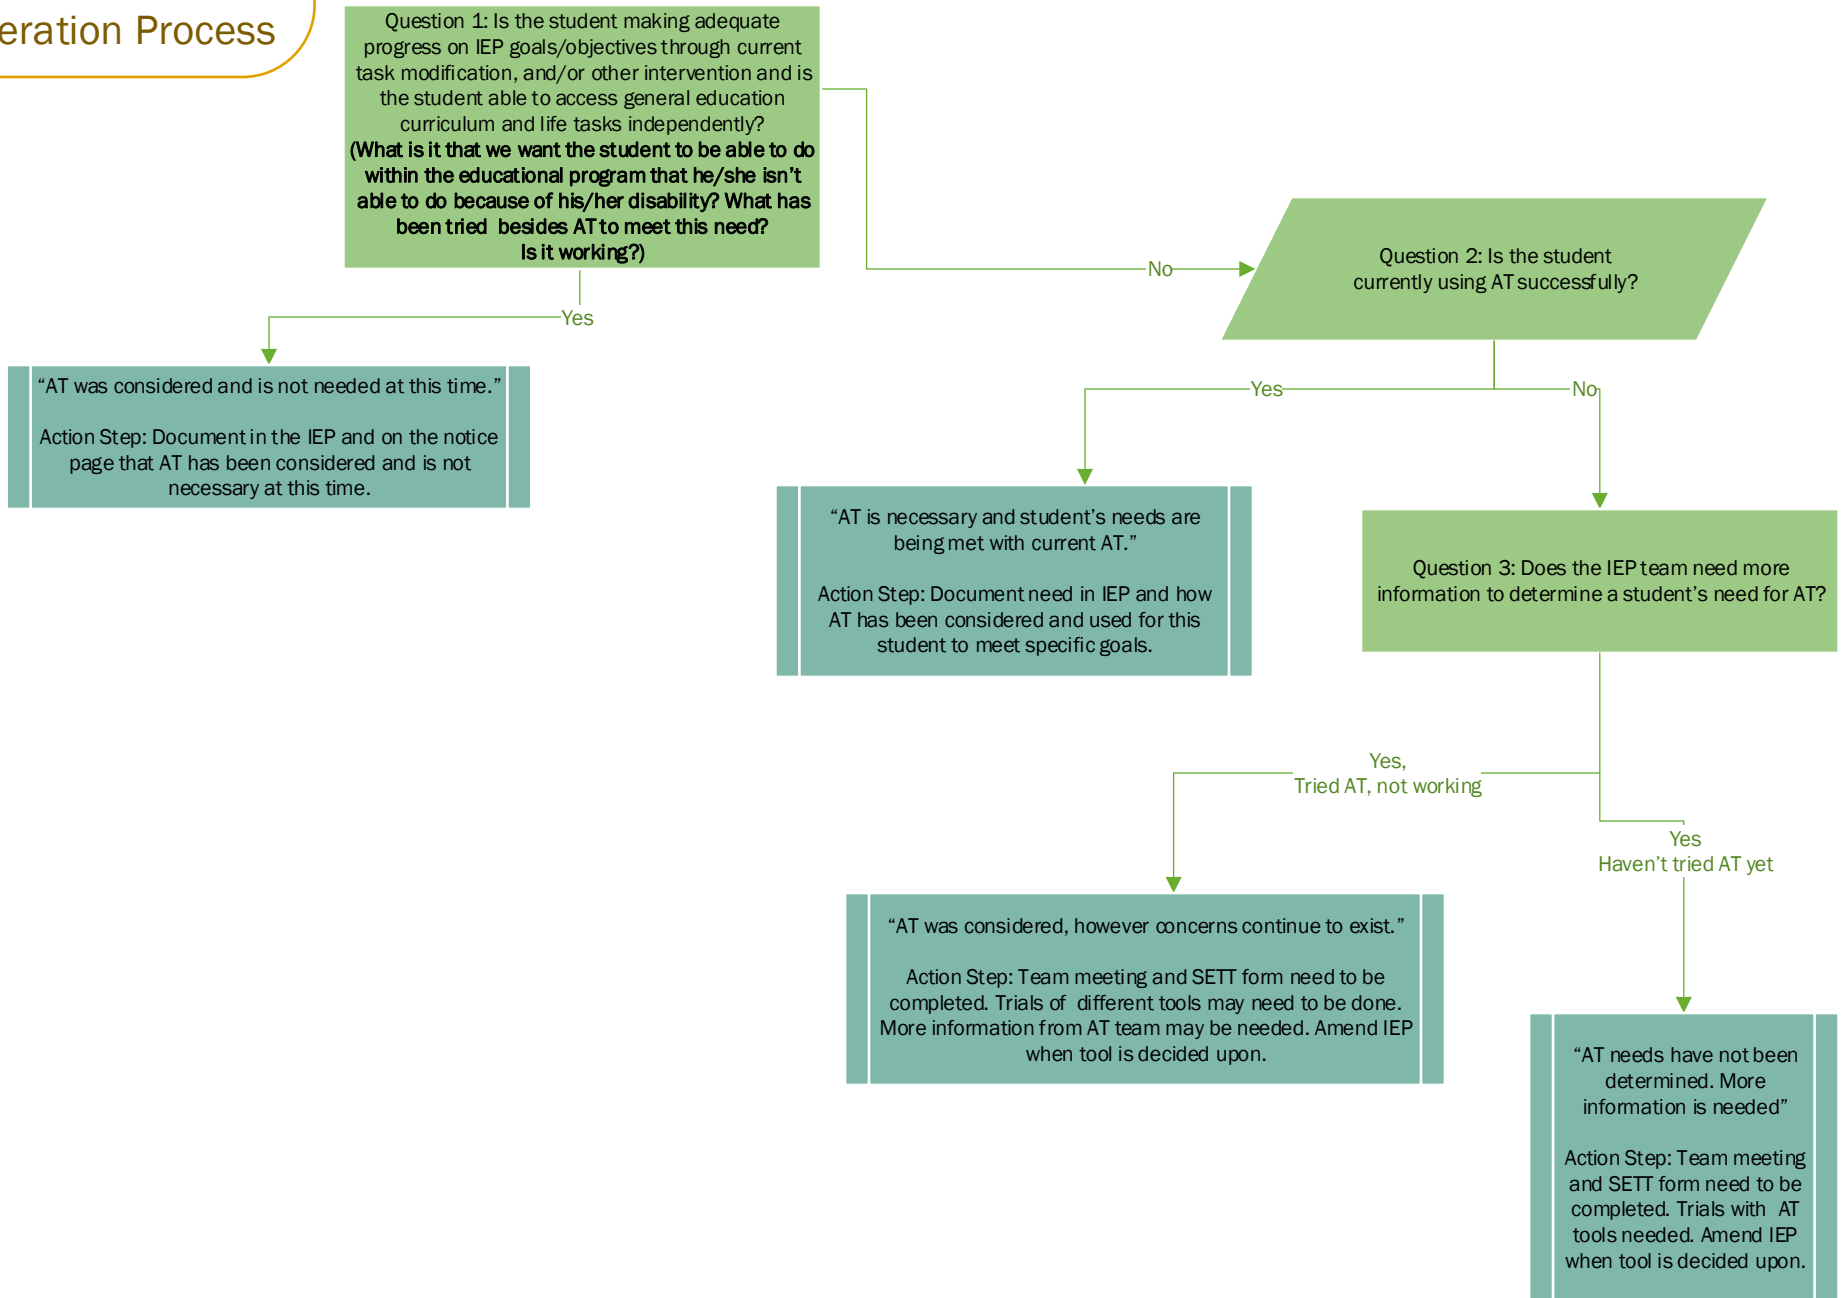 eration Process
Question 1: Is the student making adequate
progress on IEP goals/objectives through current
task modification, and/or other intervention and is
the student able to access general education
curriculum and life tasks independently?
(What is it that we want the student to be able to do
within the educational program that he/she isn't
able to do because of his/her disability? What has
been tried besides AT to meet this need?
Is it working?)
No
Question 2: Is the student
currently using AT successfully?
Yes
“AT was considered and is not needed at this time.”
Action Step: Document in the IEP and on the notice
page that AT has been considered and is not
necessary at this time.
Yes
No
“AT is necessary and student’s needs are
being met with current AT.”
Action Step: Document need in IEP and how
AT has been considered and used for this
student to meet specific goals.
Question 3: Does the IEP team need more
information to determine a student’s need for AT?
Yes,
Tried AT, not working
Yes
Haven’t tried AT yet
“AT was considered, however concerns continue to exist.”
Action Step: Team meeting and SETT form need to be
completed. Trials of different tools may need to be done.
More information from AT team may be needed. Amend IEP
when tool is decided upon.
“AT needs have not been
determined. More
information is needed”
Action Step: Team meeting
and SETT form need to be
completed. Trials with AT
tools needed. Amend IEP
when tool is decided upon.